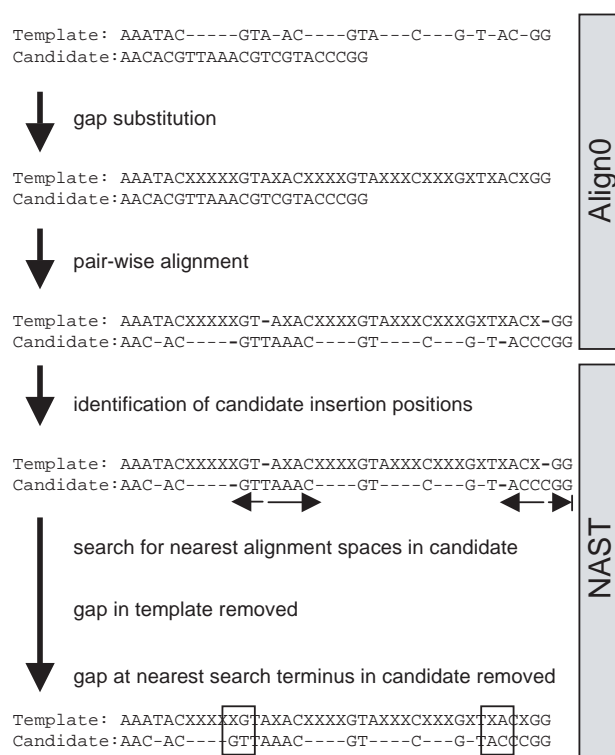 Template: AAATAC-----GTA-AC----GTA---C---G-T-AC-GG
Candidate:AACACGTTAAACGTCGTACCCGG
gap substitution
Template: AAATACXXXXXGTAXACXXXXGTAXXXCXXXGXTXACXGG
Candidate:AACACGTTAAACGTCGTACCCGG
pair-wise alignment
Template: AAATACXXXXXGT-AXACXXXXGTAXXXCXXXGXTXACX-GG
Candidate:AAC-AC-----GTTAAAC----GT----C---G-T-ACCCGG
Align0
identification of candidate insertion positions
Template: AAATACXXXXXGT-AXACXXXXGTAXXXCXXXGXTXACX-GG
Candidate:AAC-AC-----GTTAAAC----GT----C---G-T-ACCCGG
search for nearest alignment spaces in candidate
gap in template removed
gap at nearest search terminus in candidate removed
Template: AAATACXXXXXGTAXACXXXXGTAXXXCXXXGXTXACXGG
Candidate:AAC-AC----GTTAAAC----GT----C---G-TACCCGG
NAST